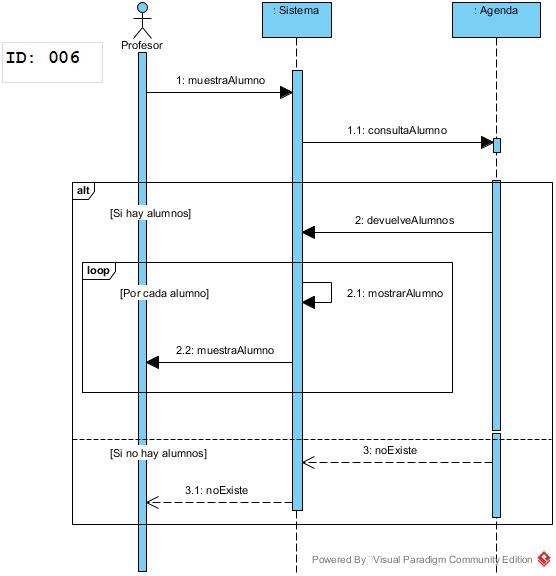 : Sistema
: Agenda
Profesor
ID: 006
1: muestraAlumno
1.1: consultaAlumno
alt
[Si hay alumnos]
2: devuelveAlumnos
loop
[Por cada alumno]
2.1: mostrarAlumno
2.2: muestraAlumno
[Si no hay alumnos]
3: noExiste
3.1: noExiste
Powered By Visual Paradigm Community Edition